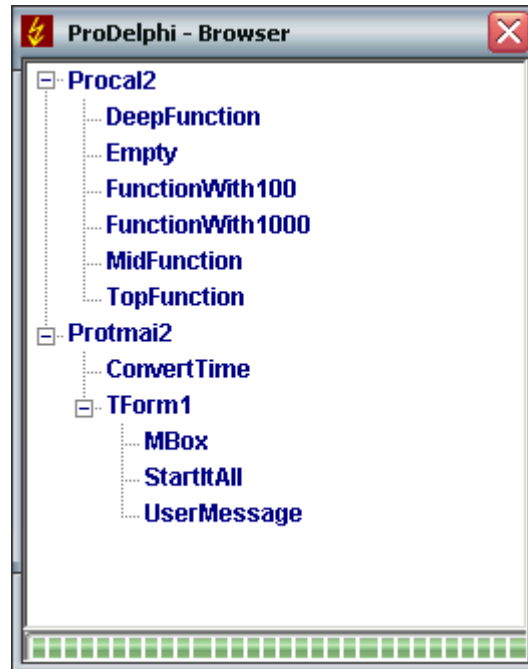 ProDelphi - Browser
Procal2
DeepFunction
Empty
FunctionWith100
FunctionWith1000
MidFunction
TopFunction
Protmai2
ConvertTime
TForm1
MBox
StartItAll
UserMessage